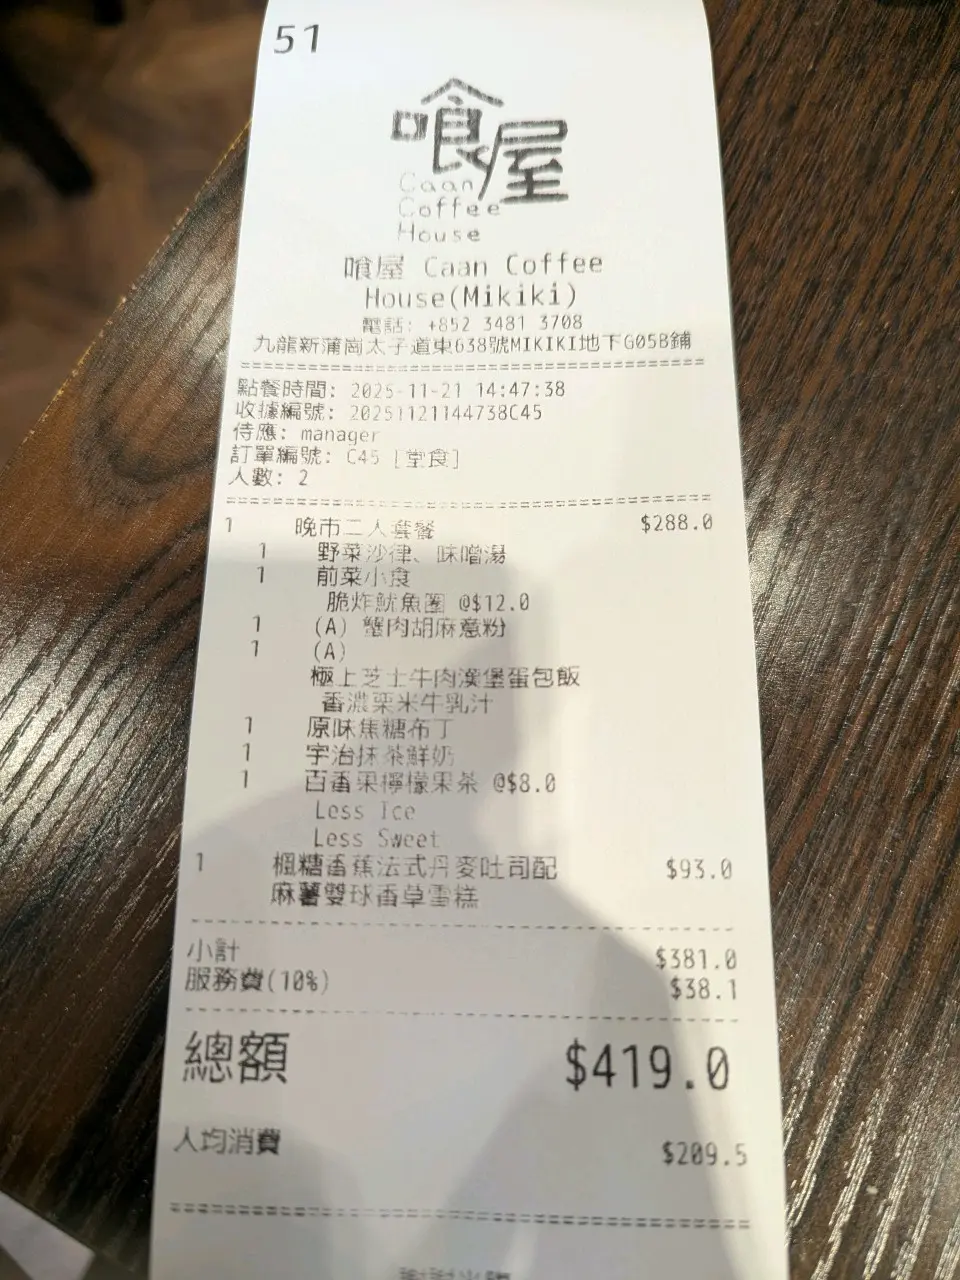 51
喰屋
Caan
Coffee
House
喰屋 Caan Coffee
House(Mikiki)
電話: +852 3481 3708
九龍新蒲崗太子道東638號MIKIKI地下G05B鋪
點餐時間: 2025-11-21 14:47:38
收據編號: 20251121144738C45
侍應: manager
訂單編號: C45 [堂食]
人數: 2
1 晚市二人套餐 $288.0
1 野菜沙律、味噌湯
1 前菜小食
脆炸魷魚圈 @$12.0
1 (A) 蟹肉胡麻薏粉
1 (A)
極上芝士牛肉漢堡蛋包飯
香濃粟米牛乳汁
1 原味焦糖布丁
1 宇治抹茶鮮奶
1 百香果檸檬果茶 @$8.0
Less Ice
Less Sweet
1 楓糖香蕉法式丹麥吐司配 $93.0
麻薯雙球香草雪糕
小計 $381.0
服務費(10%) $38.1
總額 $419.0
人均消費 $209.5